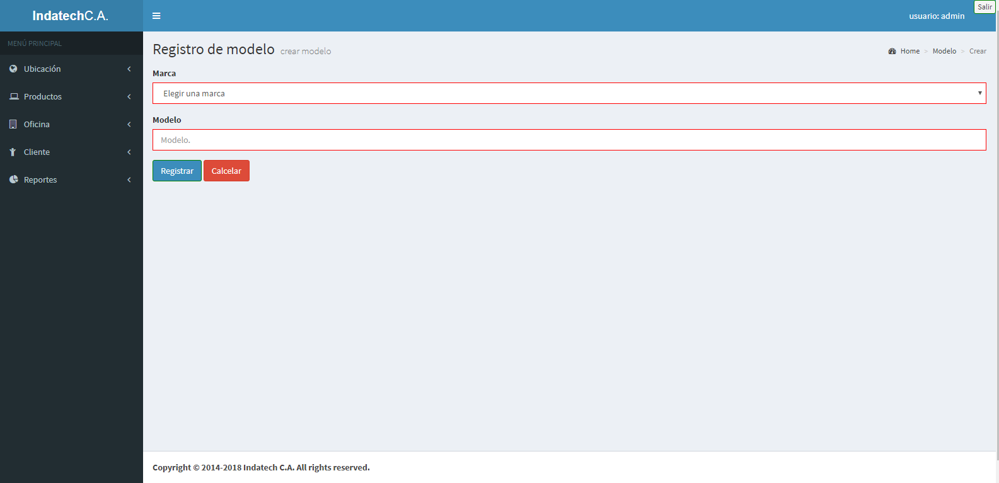 IndatechC.A.
usuario: admin
Salir
MENÚ PRINCIPAL
Ubicación
Productos
Oficina
Cliente
Reportes
Registro de modelo crear modelo
Home > Modelo > Crear
Marca
Elegir una marca
Modelo
Modelo.
Registrar Calcelar
Copyright © 2014-2018 Indatech C.A. All rights reserved.